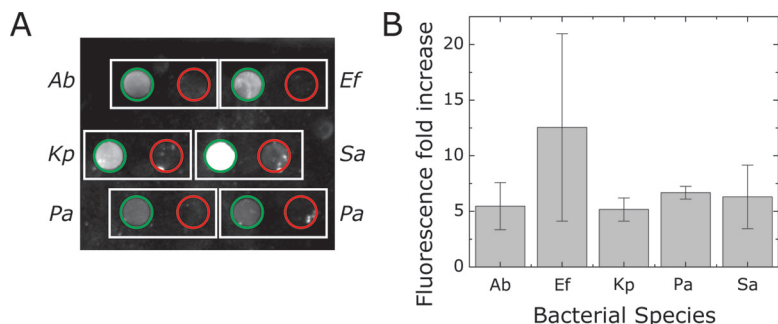 A
Ab
Ef
Kp
Sa
Pa
Pa
B
Fluorescence fold increase
20
15
10
5
0
Ab Ef Kp Pa Sa
Bacterial Species